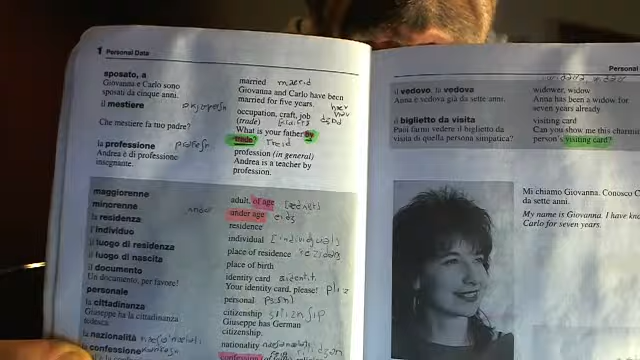 1 Personal Data
sposato, a
Giovanna e Carlo sono
sposati da cinque anni.
il mestiere
Che mestiere fa tuo padre?
la professione
Andrea è di professione
insegnante.
married
Giovanna and Carlo have been
married for five years.
occupation, craft, job
(trade)
What is your father by
trade?
profession (in general)
Andrea is a teacher by
profession.
maggiorenne
minorenne
la residenza
l'individuo
il luogo di residenza
il luogo di nascita
il documento
Un documento, per favore!
personale
la cittadinanza
Giuseppe ha la cittadinanza
tedesca.
la nazionalità
confessione
adult, of age
under age
residence
individual
place of residence
place of birth
identity card
Your identity card, please!
personal
citizenship
Giuseppe has German
citizenship.
nationality
confession
Personal
il vedovo, la vedova
Anna è vedova già da sette anni.
il biglietto da visita
Puoi farmi vedere il biglietto da
visita di quella persona simpatica?
widower, widow
Anna has been a widow for
seven years already
visiting card
Can you show me this charm
person's visiting card?
Mi chiamo Giovanna. Conosco C
da sette anni.
My name is Giovanna. I have kno
Carlo for seven years.